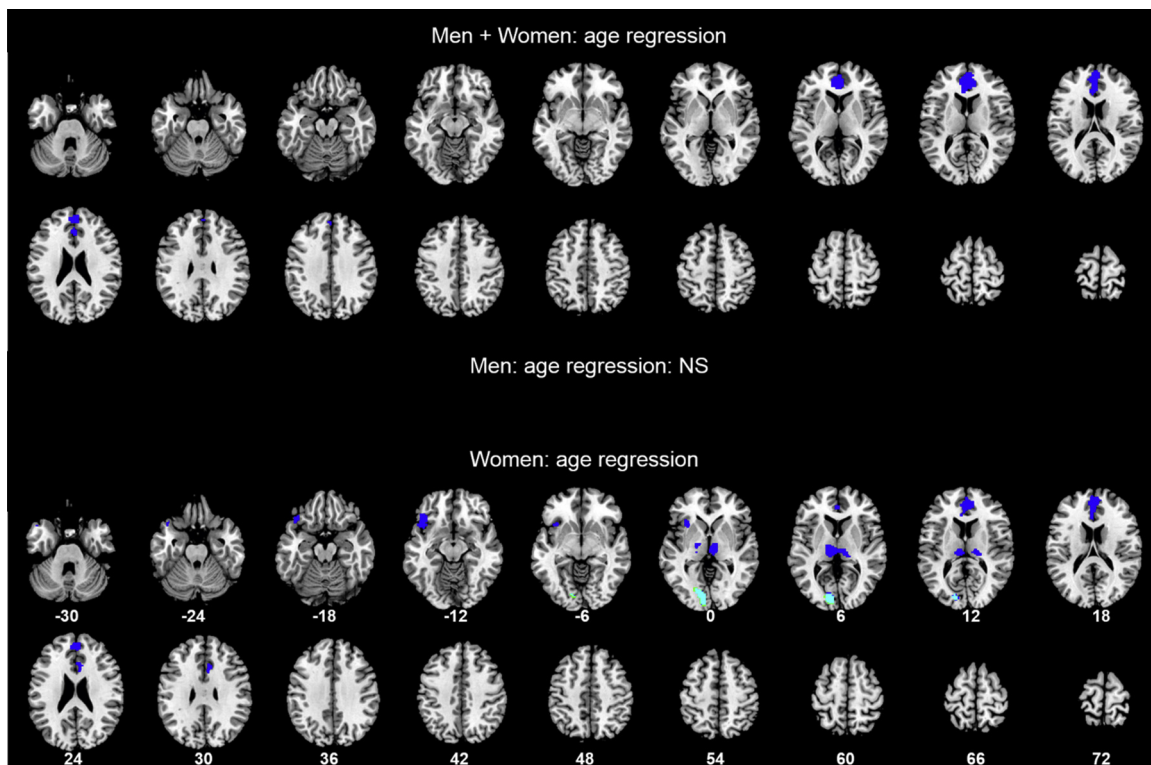 Men + Women: age regression
Men: age regression: NS
Women: age regression
-30 -24 -18 -12 -6 0 6 12 18
24 30 36 42 48 54 60 66 72